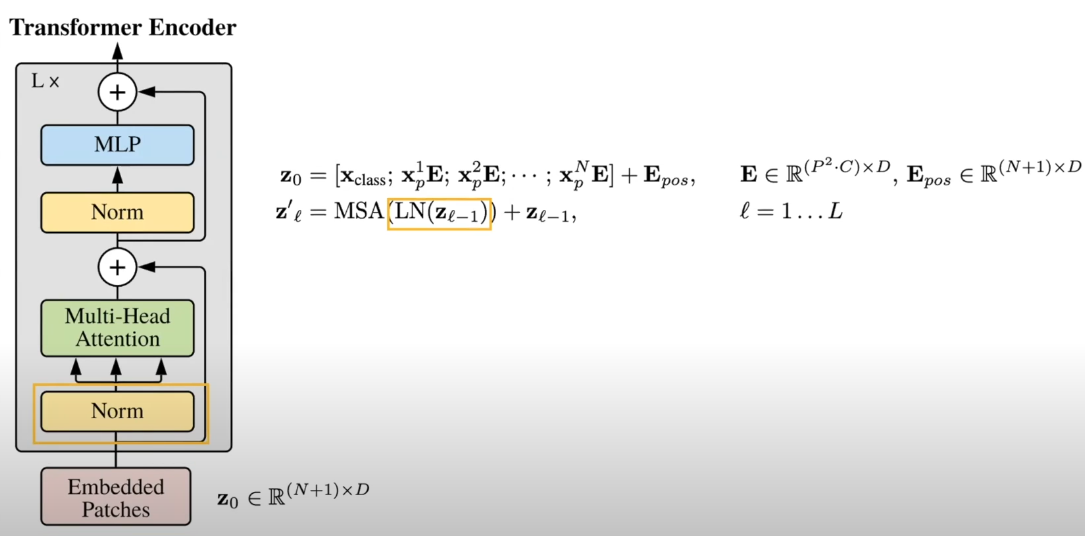 Transformer Encoder
L ×
+
MLP
Norm
+
Multi-Head
Attention
Norm
Embedded
Patches
z₀ ∈ ℝ^{(N+1)×D}
z₀ = [x_class; x_p^1 E; x_p^2 E; ⋯ ; x_p^N E] + E_pos, E ∈ ℝ^{(P²·C)×D}, E_pos ∈ ℝ^{(N+1)×D}
z′_ℓ = MSA(LN(z_{ℓ−1})) + z_{ℓ−1}, ℓ = 1 … L